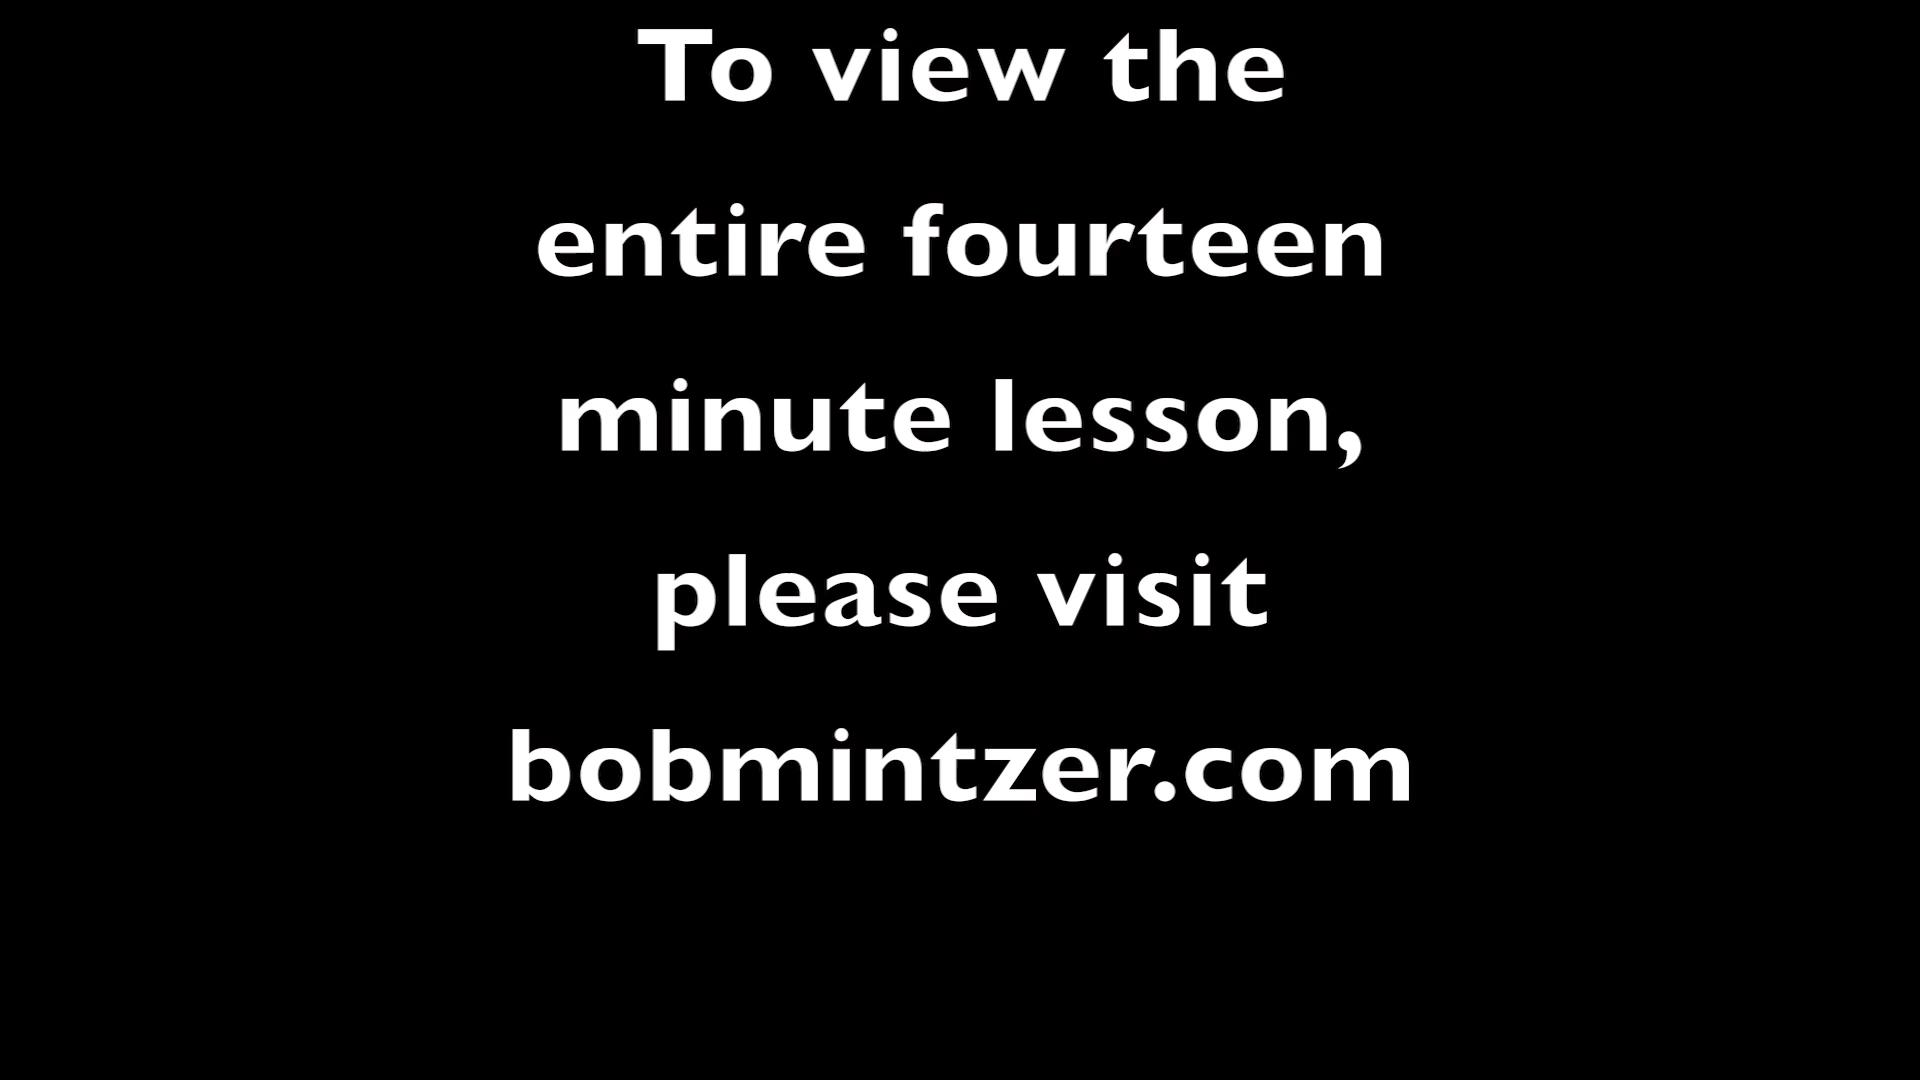 To view the
entire fourteen
minute lesson,
please visit
bobmintzer.com